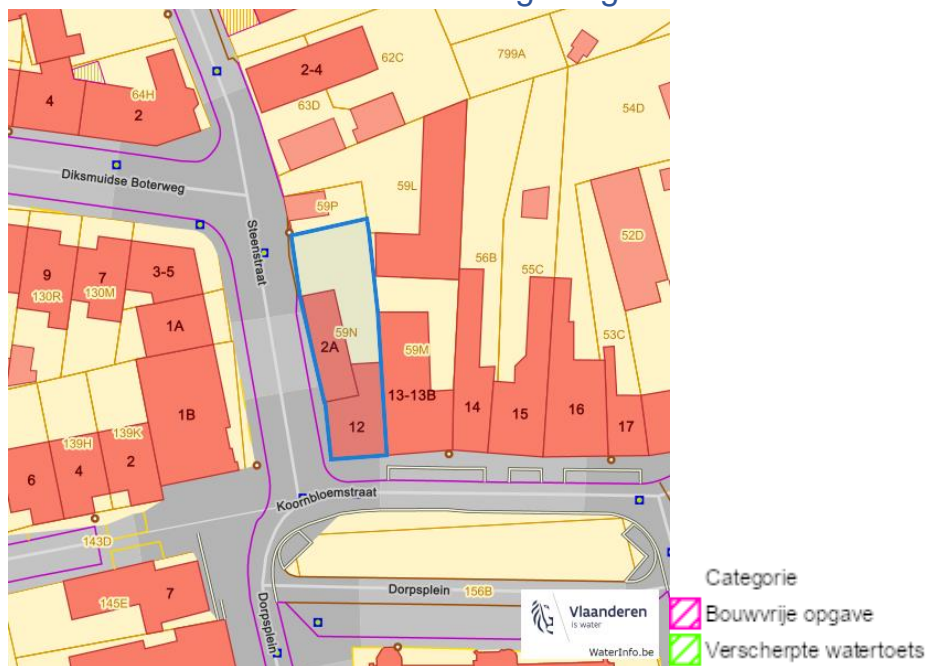 2-4
62C
799A
4
64H
2
63D
54D
Diksmuidse Boterweg
59L
59P
Steenstraat
52D
9
7
3-5
56B
55C
130R
130M
1A
59N
2A
59M
53C
1B
13-13B
14
15
16
17
12
139H
139K
6
4
2
Koornbloemstraat
143D
Dorpsplein
156B
145E
7
Dorpsplein
Vlaanderen
is water
WaterInfo.be
Categorie
Bouwvrije opgave
Verscherpte watertoets